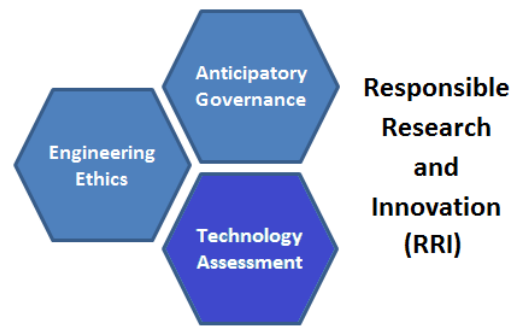 Anticipatory
Governance
Engineering
Ethics
Technology
Assessment
Responsible
Research
and
Innovation
(RRI)